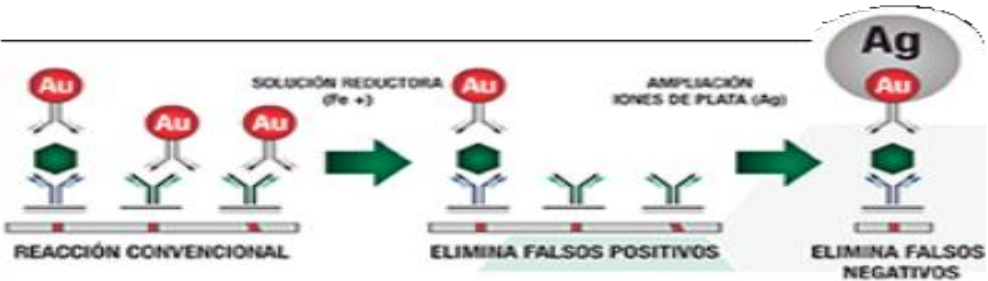 Ag
Au
Au
Au
SOLUCIÓN REDUCTORA
(Fe +)
Au
AMPLIACIÓN
IONES DE PLATA (Ag)
Au
REACCIÓN CONVENCIONAL
ELIMINA FALSOS POSITIVOS
ELIMINA FALSOS
NEGATIVOS